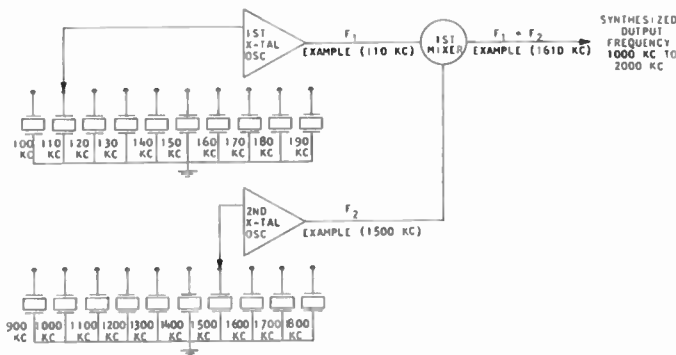 SYNTHESIZED
OUTPUT
FREQUENCY
1000 KC TO
2000 KC
1ST
X-TAL
OSC
F1
EXAMPLE (110 KC)
1ST
MIXER
F1 + F2
EXAMPLE (1610 KC)
100 110 120 130 140 150 160 170 180 190
KC KC KC KC KC KC KC KC KC KC
2ND
X-TAL
OSC
F2
EXAMPLE (1500 KC)
900 1000 1100 1200 1300 1400 1500 1600 1700 1800
KC KC KC KC KC KC KC KC KC KC